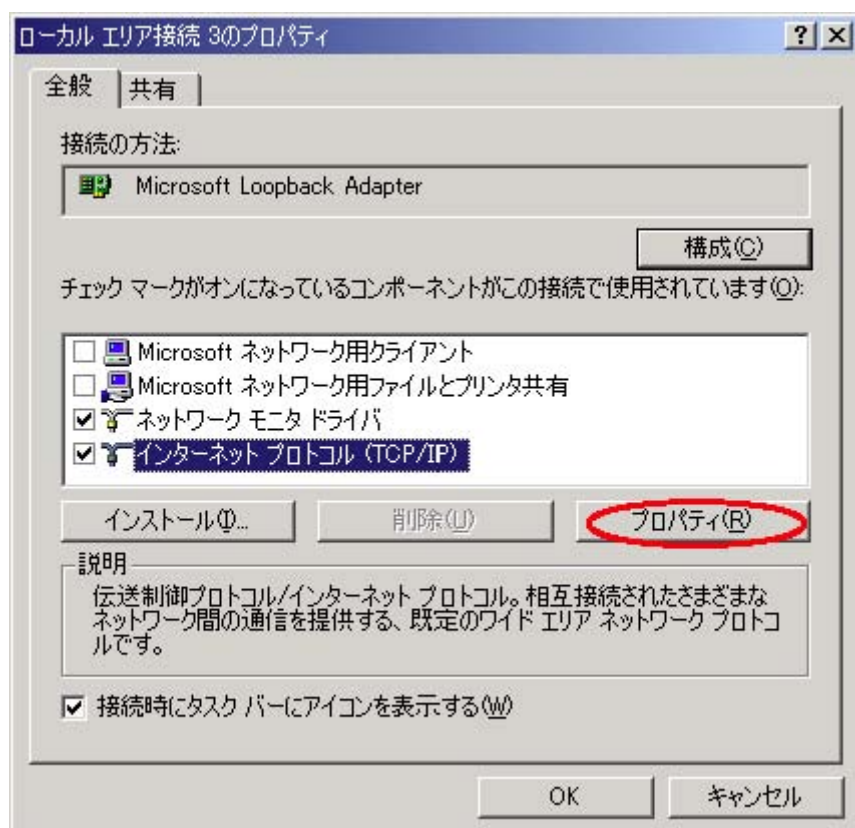 ローカル エリア接続 3のプロパティ
全般 共有
接続の方法:
Microsoft Loopback Adapter
構成(C)
チェック マークがオンになっているコンポーネントがこの接続で使用されています(O):
Microsoft ネットワーク用クライアント
Microsoft ネットワーク用ファイルとプリンタ共有
ネットワーク モニタ ドライバ
インターネット プロトコル (TCP/IP)
インストール(I)... 削除(U) プロパティ(R)
説明
伝送制御プロトコル/インターネット プロトコル。相互接続されたさまざまな
ネットワーク間の通信を提供する、既定のワイド エリア ネットワーク プロトコ
ルです。
接続時にタスク バーにアイコンを表示する(W)
OK キャンセル